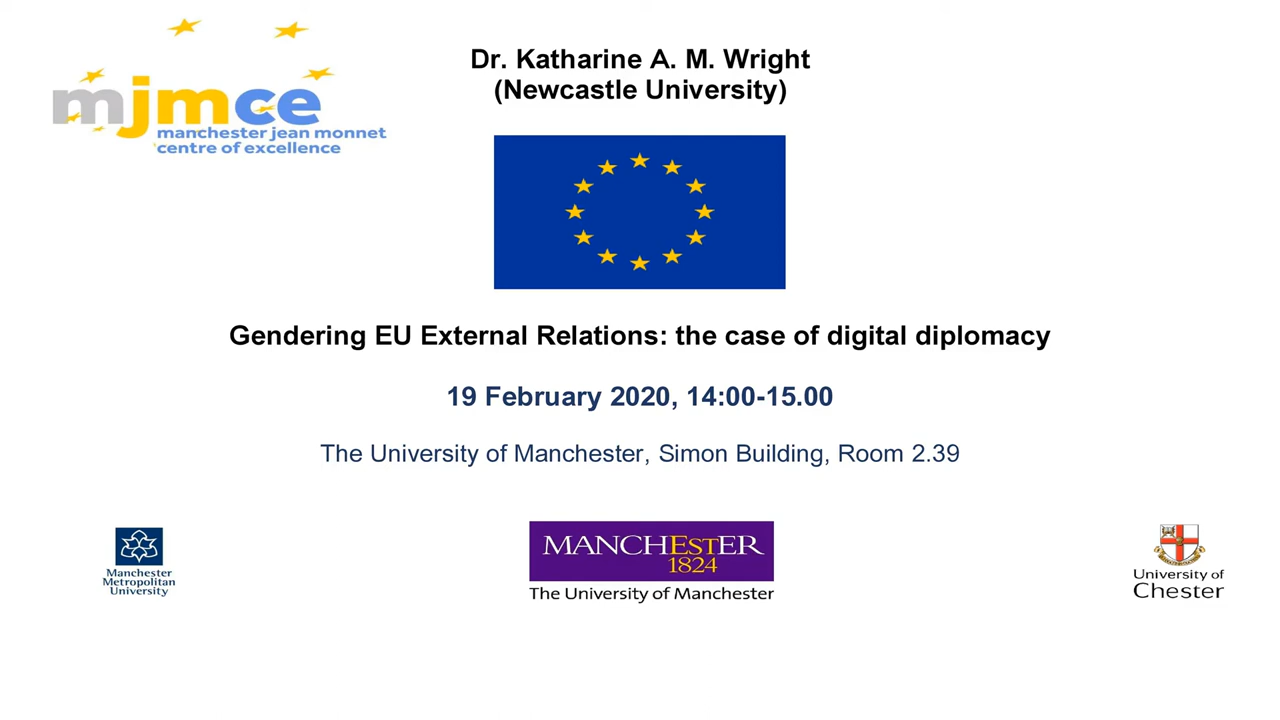 mjmce
manchester jean monnet
centre of excellence
Dr. Katharine A. M. Wright
(Newcastle University)
Gendering EU External Relations: the case of digital diplomacy
19 February 2020, 14:00-15.00
The University of Manchester, Simon Building, Room 2.39
Manchester
Metropolitan
University
MANCHESTER
1824
The University of Manchester
University of
Chester